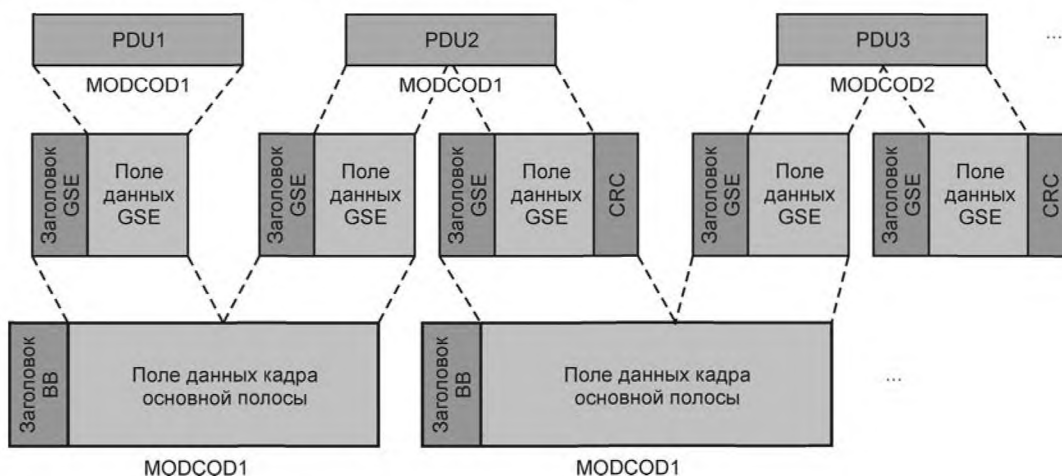 PDU1
PDU2
PDU3
...
MODCOD1
MODCOD1
MODCOD2
Заголовок
GSE
Поле
данных
GSE
Заголовок
GSE
Поле
данных
GSE
Заголовок
GSE
Поле
данных
GSE
CRC
Заголовок
GSE
Поле
данных
GSE
Заголовок
GSE
Поле
данных
GSE
CRC
Заголовок
BB
Поле данных кадра
основной полосы
Заголовок
BB
Поле данных кадра
основной полосы
...
MODCOD1
MODCOD1